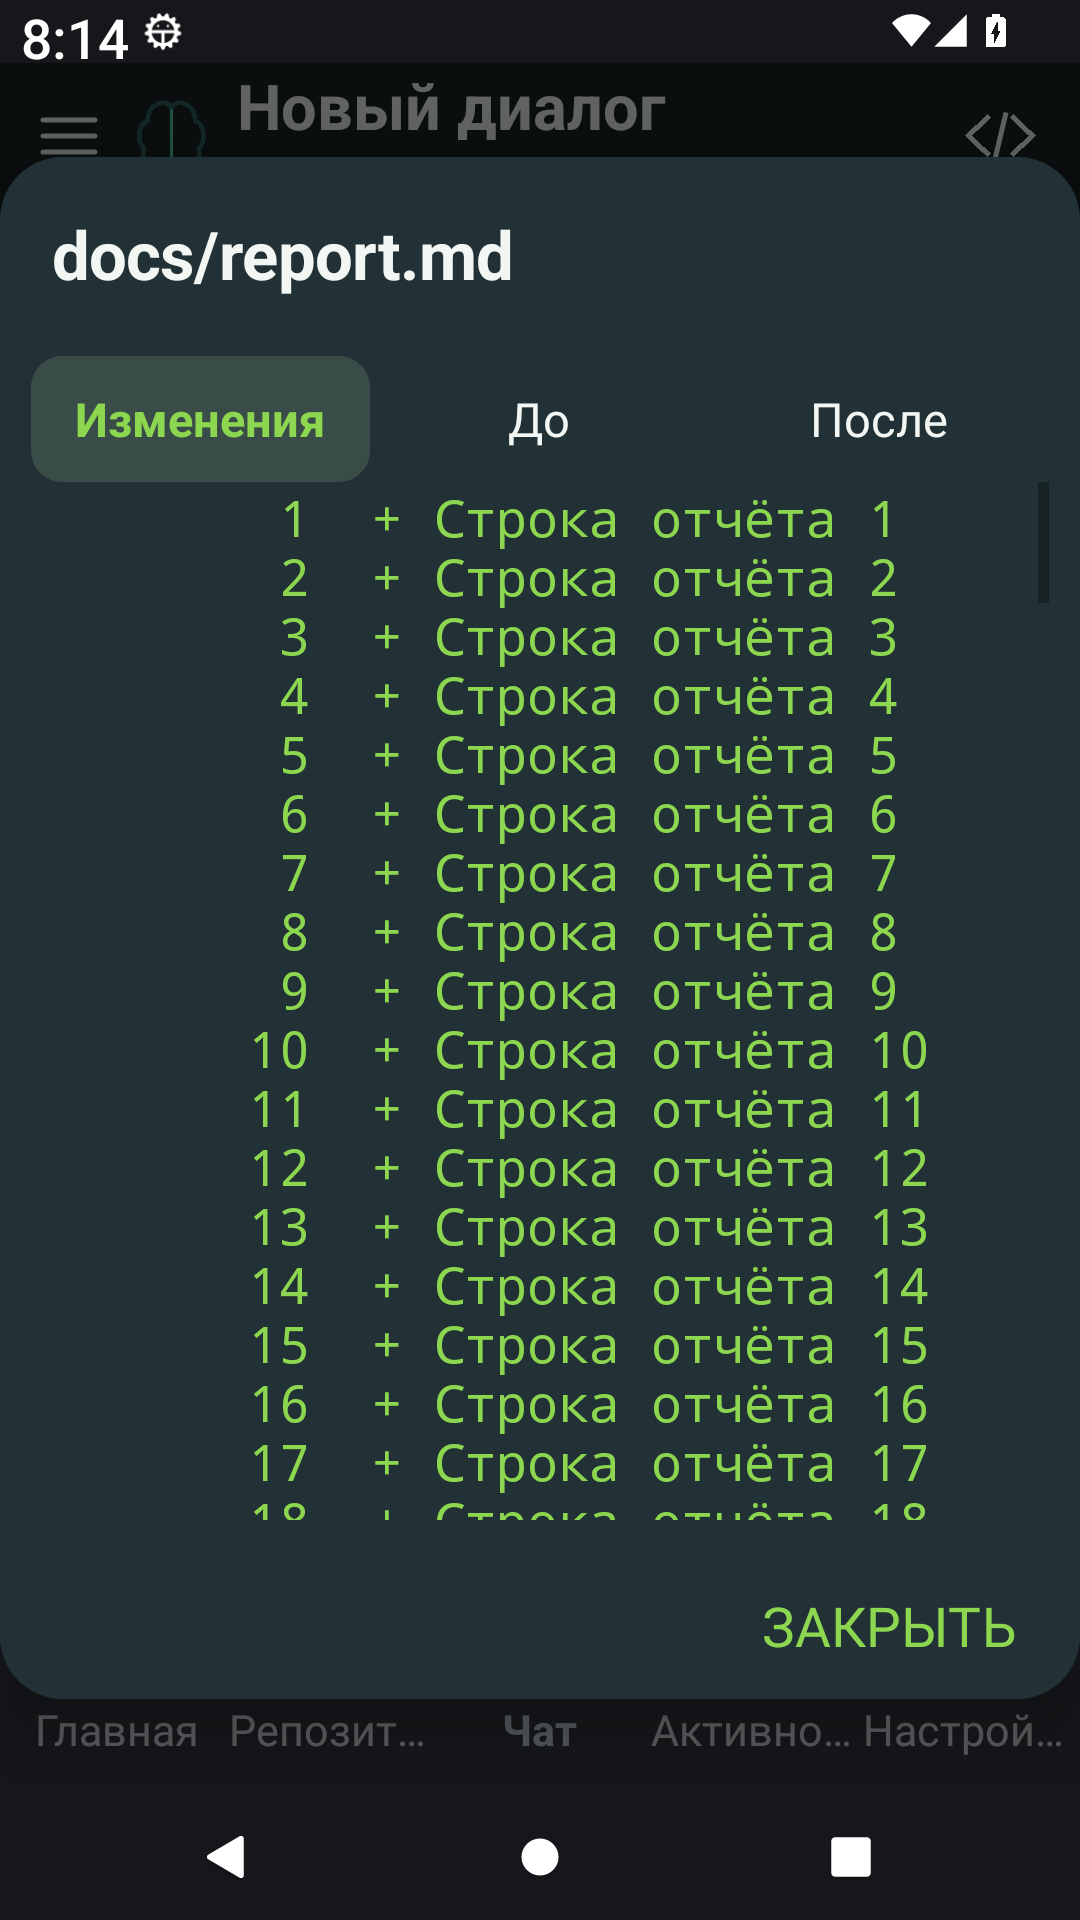 8:14
Новый диалог
docs/report.md
Изменения До После
1 + Строка отчёта 1
2 + Строка отчёта 2
3 + Строка отчёта 3
4 + Строка отчёта 4
5 + Строка отчёта 5
6 + Строка отчёта 6
7 + Строка отчёта 7
8 + Строка отчёта 8
9 + Строка отчёта 9
10 + Строка отчёта 10
11 + Строка отчёта 11
12 + Строка отчёта 12
13 + Строка отчёта 13
14 + Строка отчёта 14
15 + Строка отчёта 15
16 + Строка отчёта 16
17 + Строка отчёта 17
18 + Строка отчёта 18
ЗАКРЫТЬ
Главная Репозит… Чат Активно… Настрой…